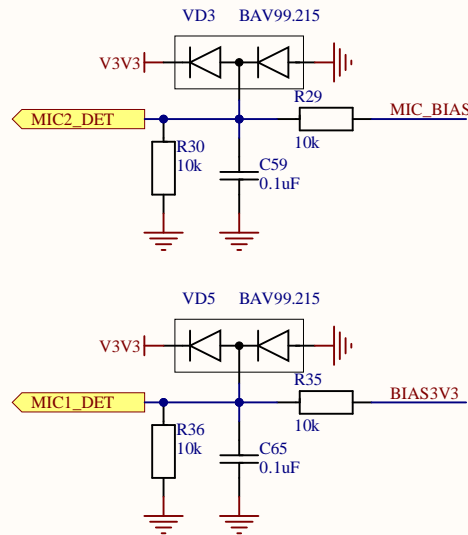 VD3 BAV99.215
V3V3
R29
MIC2_DET
MIC_BIAS
R30
10k
10k
C59
0.1uF
VD5 BAV99.215
V3V3
R35
MIC1_DET
BIAS3V3
R36
10k
10k
C65
0.1uF